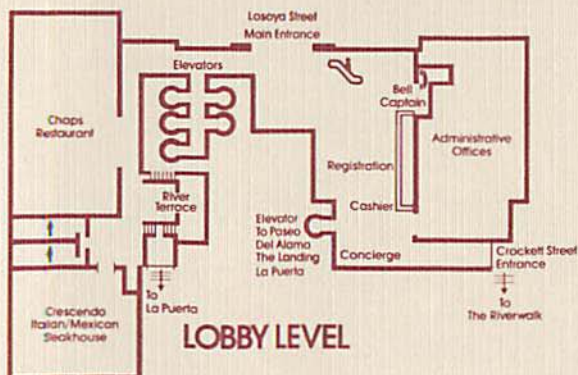 Losoya Street
Main Entrance
Elevators
Bell
Captain
Chaps
Restaurant
Administrative
Offices
Registration
River
Terrace
Cashier
Elevator
To Paseo
Del Alamo
The Landing
La Puerta
Concierge
Crockett Street
Entrance
To
La Puerta
To
The Riverwalk
Crescendo
Italian/Mexican
Steakhouse
LOBBY LEVEL